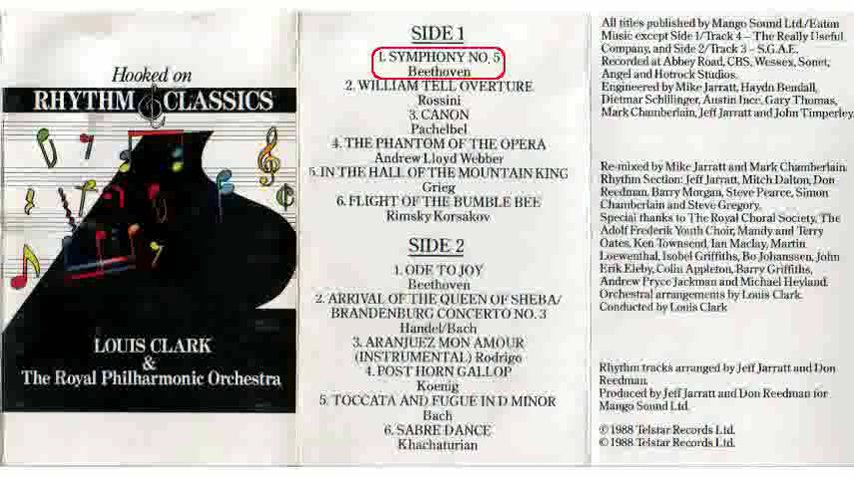 Hooked on
RHYTHM CLASSICS
LOUIS CLARK
&
The Royal Philharmonic Orchestra
SIDE 1
1. SYMPHONY NO. 5
Beethoven
2. WILLIAM TELL OVERTURE
Rossini
3. CANON
Pachelbel
4. THE PHANTOM OF THE OPERA
Andrew Lloyd Webber
5. IN THE HALL OF THE MOUNTAIN KING
Grieg
6. FLIGHT OF THE BUMBLE BEE
Rimsky Korsakov
SIDE 2
1. ODE TO JOY
Beethoven
2. ARRIVAL OF THE QUEEN OF SHEBA/
BRANDENBURG CONCERTO NO. 3
Handel/Bach
3. ARANJUEZ MON AMOUR
(INSTRUMENTAL) Rodrigo
4. POST HORN GALLOP
Koenig
5. TOCCATA AND FUGUE IN D MINOR
Bach
6. SABRE DANCE
Khachaturian
All titles published by Mango Sound Ltd./Eaton
Music except Side 1/Track 4 – The Really Useful
Company, and Side 2/Track 3 – S.G.A.E.
Recorded at Abbey Road, CBS, Wessex, Sonet,
Angel and Hotrock Studios.
Engineered by Mike Jarratt, Haydn Bendall,
Dietmar Schillinger, Austin Ince, Gary Thomas,
Mark Chamberlain, Jeff Jarratt and John Timperley.
Re-mixed by Mike Jarratt and Mark Chamberlain.
Rhythm Section: Jeff Jarratt, Mitch Dalton, Don
Reedman, Barry Morgan, Steve Pearce, Simon
Chamberlain and Steve Gregory.
Special thanks to The Royal Choral Society, The
Adolf Frederik Youth Choir, Mandy and Terry
Oates, Ken Townsend, Ian Maclay, Martin
Loewenthal, Isobel Griffiths, Bo Johanssen, John
Erik Eleby, Colin Appleton, Barry Griffiths,
Andrew Pryce Jackman and Michael Heyland.
Orchestral arrangements by Louis Clark.
Conducted by Louis Clark
Rhythm tracks arranged by Jeff Jarratt and Don
Reedman.
Produced by Jeff Jarratt and Don Reedman for
Mango Sound Ltd.
℗ 1988 Telstar Records Ltd.
© 1988 Telstar Records Ltd.